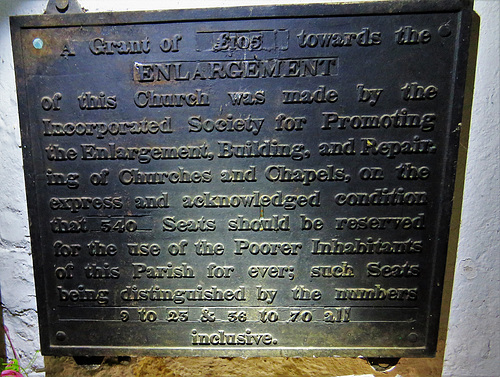 A Grant of £105 towards the
ENLARGEMENT
of this Church was made by the
Incorporated Society for Promoting
the Enlargement, Building, and Repair-
ing of Churches and Chapels, on the
express and acknowledged condition
that 340 Seats should be reserved
for the use of the Poorer Inhabitants
of this Parish for ever; such Seats
being distinguished by the numbers
9 to 23 & 36 to 70 all
inclusive.